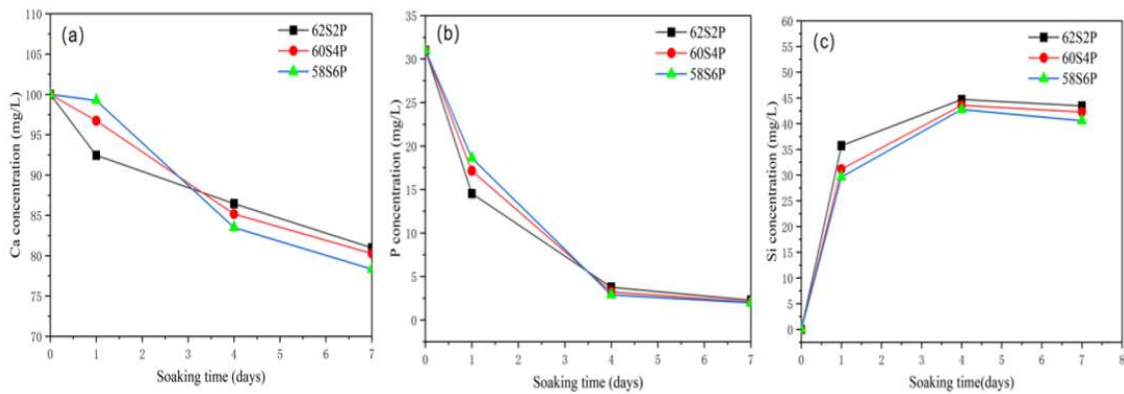 (a)
62S2P
60S4P
58S6P
110
105
100
95
90
85
80
75
70
Ca concentration (mg/L)
0 1 2 3 4 5 6 7
Soaking time (days)
(b)
62S2P
60S4P
58S6P
35
30
25
20
15
10
5
0
P concentration (mg/L)
0 1 2 3 4 5 6 7
Soaking time (days)
(c)
62S2P
60S4P
58S6P
60
55
50
45
40
35
30
25
20
15
10
5
0
Si concentration (mg/L)
0 1 2 3 4 5 6 7 8
Soaking time(days)